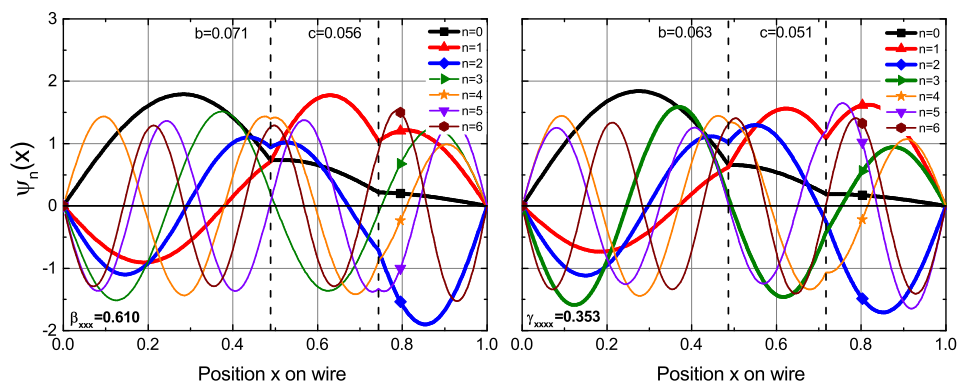 b=0.071 c=0.056
n=0
n=1
n=2
n=3
n=4
n=5
n=6
3
2
1
0
-1
-2
ψn(x)
βxxx=0.610
0.0 0.2 0.4 0.6 0.8 1.0
Position x on wire
b=0.063 c=0.051
n=0
n=1
n=2
n=3
n=4
n=5
n=6
γxxxx=0.353
0.0 0.2 0.4 0.6 0.8 1.0
Position x on wire